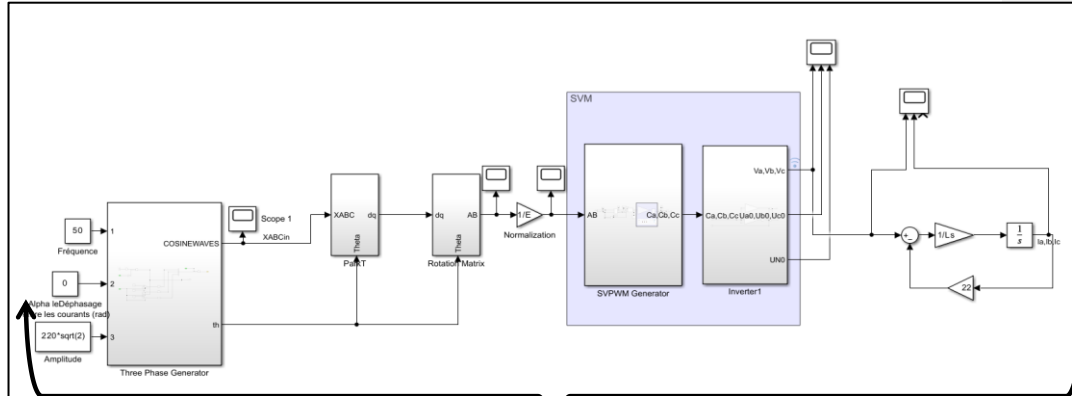 SVM
Va,Vb,Vc
Scope 1
XABC
dq
dq
AB
1/E
AB
Ca,Cb,Cc
Ca,Cb,Cc
Ua0,Ub0,Uc0
50
1
COSINEWAVES
XABCin
Normalization
1/Ls
1
s
Ia,Ib,Ic
Fréquence
Theta
Theta
ParkT
Rotation Matrix
UN0
0
2
SVPWM Generator
Inverter1
22
Alpha leDéphasage
re les courants (rad)
th
220*sqrt(2)
3
Amplitude
Three Phase Generator